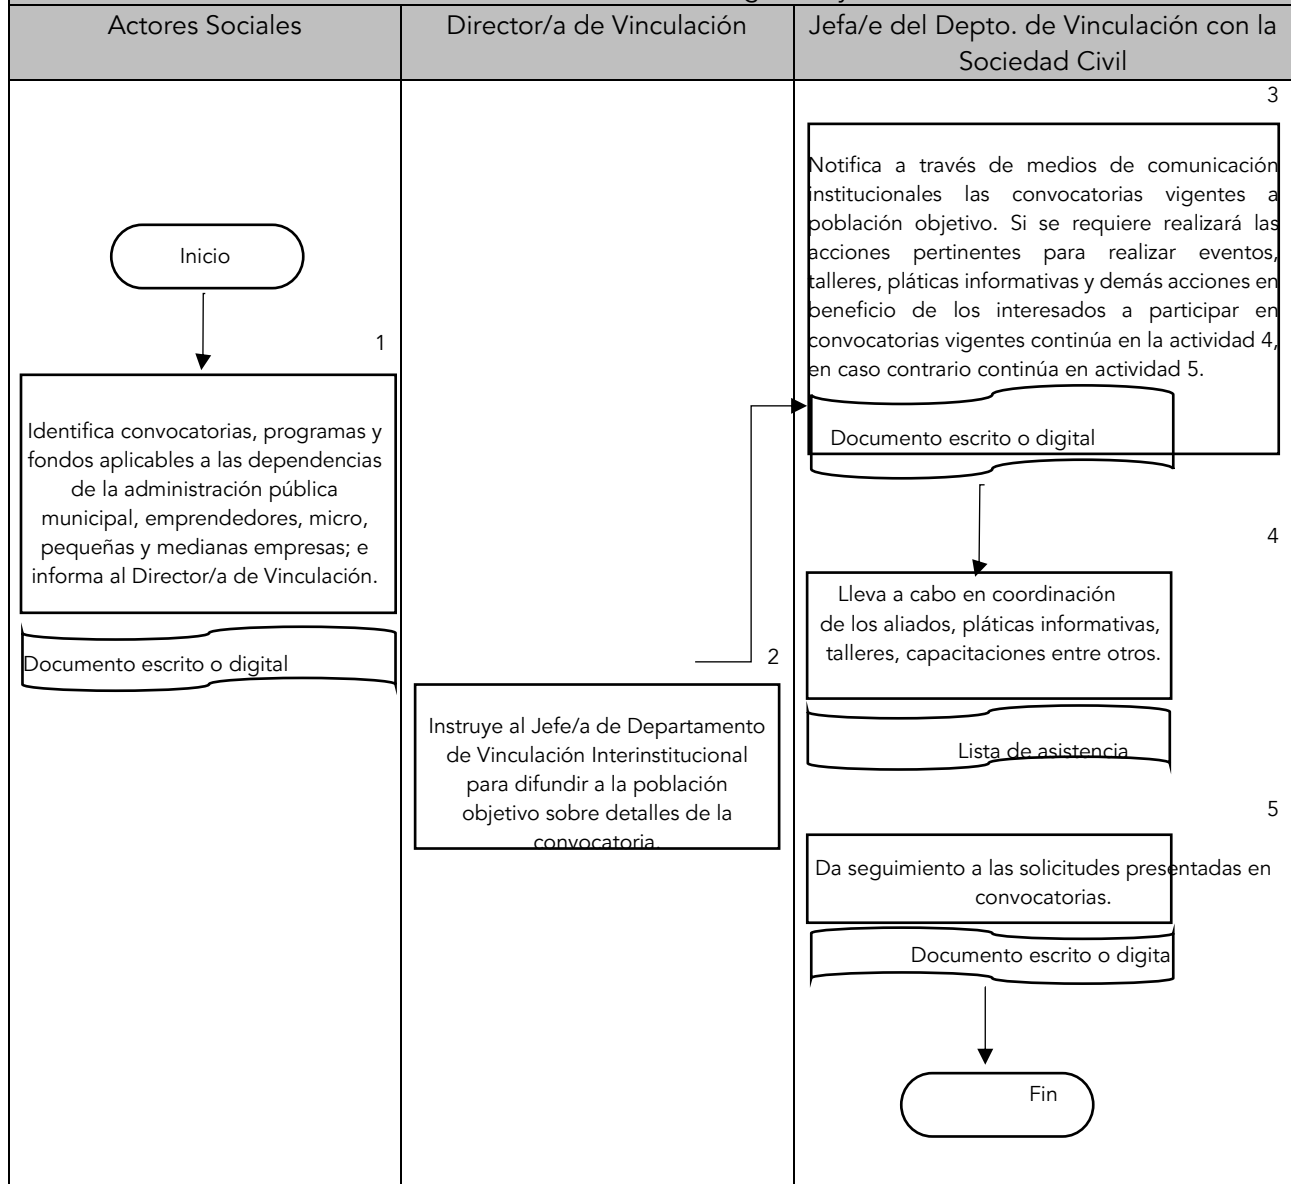 Actores Sociales
Director/a de Vinculación
Jefa/e del Depto. de Vinculación con la
Sociedad Civil
Inicio
1
Identifica convocatorias, programas y
fondos aplicables a las dependencias
de la administración pública
municipal, emprendedores, micro,
pequeñas y medianas empresas; e
informa al Director/a de Vinculación.
Documento escrito o digital
2
Instruye al Jefe/a de Departamento
de Vinculación Interinstitucional
para difundir a la población
objetivo sobre detalles de la
convocatoria.
3
Notifica a través de medios de comunicación
institucionales las convocatorias vigentes a
población objetivo. Si se requiere realizará las
acciones pertinentes para realizar eventos,
talleres, pláticas informativas y demás acciones en
beneficio de los interesados a participar en
convocatorias vigentes continúa en la actividad 4,
en caso contrario continúa en actividad 5.
Documento escrito o digital
4
Lleva a cabo en coordinación
de los aliados, pláticas informativas,
talleres, capacitaciones entre otros.
Lista de asistencia
5
Da seguimiento a las solicitudes presentadas en
convocatorias.
Documento escrito o digita
Fin